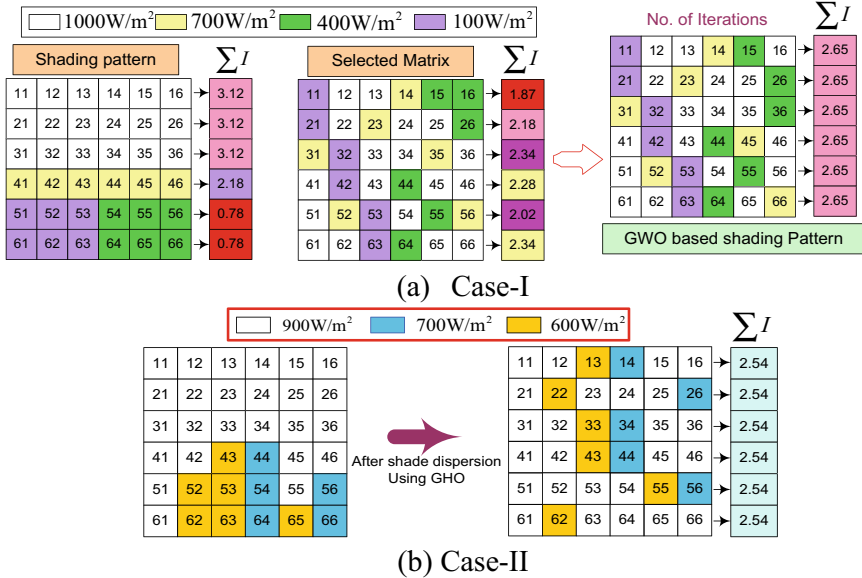 1000W/m² 700W/m² 400W/m² 100W/m²
Shading pattern ∑I
11 12 13 14 15 16 3.12
21 22 23 24 25 26 3.12
31 32 33 34 35 36 3.12
41 42 43 44 45 46 2.18
51 52 53 54 55 56 0.78
61 62 63 64 65 66 0.78
Selected Matrix ∑I
11 12 13 14 15 16 1.87
21 22 23 24 25 26 2.18
31 32 33 34 35 36 2.34
41 42 43 44 45 46 2.28
51 52 53 54 55 56 2.02
61 62 63 64 65 66 2.34
No. of Iterations ∑I
11 12 13 14 15 16 2.65
21 22 23 24 25 26 2.65
31 32 33 34 35 36 2.65
41 42 43 44 45 46 2.65
51 52 53 54 55 56 2.65
61 62 63 64 65 66 2.65
GWO based shading Pattern
(a) Case-I
900W/m² 700W/m² 600W/m²
11 12 13 14 15 16
21 22 23 24 25 26
31 32 33 34 35 36
41 42 43 44 45 46
51 52 53 54 55 56
61 62 63 64 65 66
After shade dispersion
Using GHO
∑I
11 12 13 14 15 16 2.54
21 22 23 24 25 26 2.54
31 32 33 34 35 36 2.54
41 42 43 44 45 46 2.54
51 52 53 54 55 56 2.54
61 62 63 64 65 66 2.54
(b) Case-II